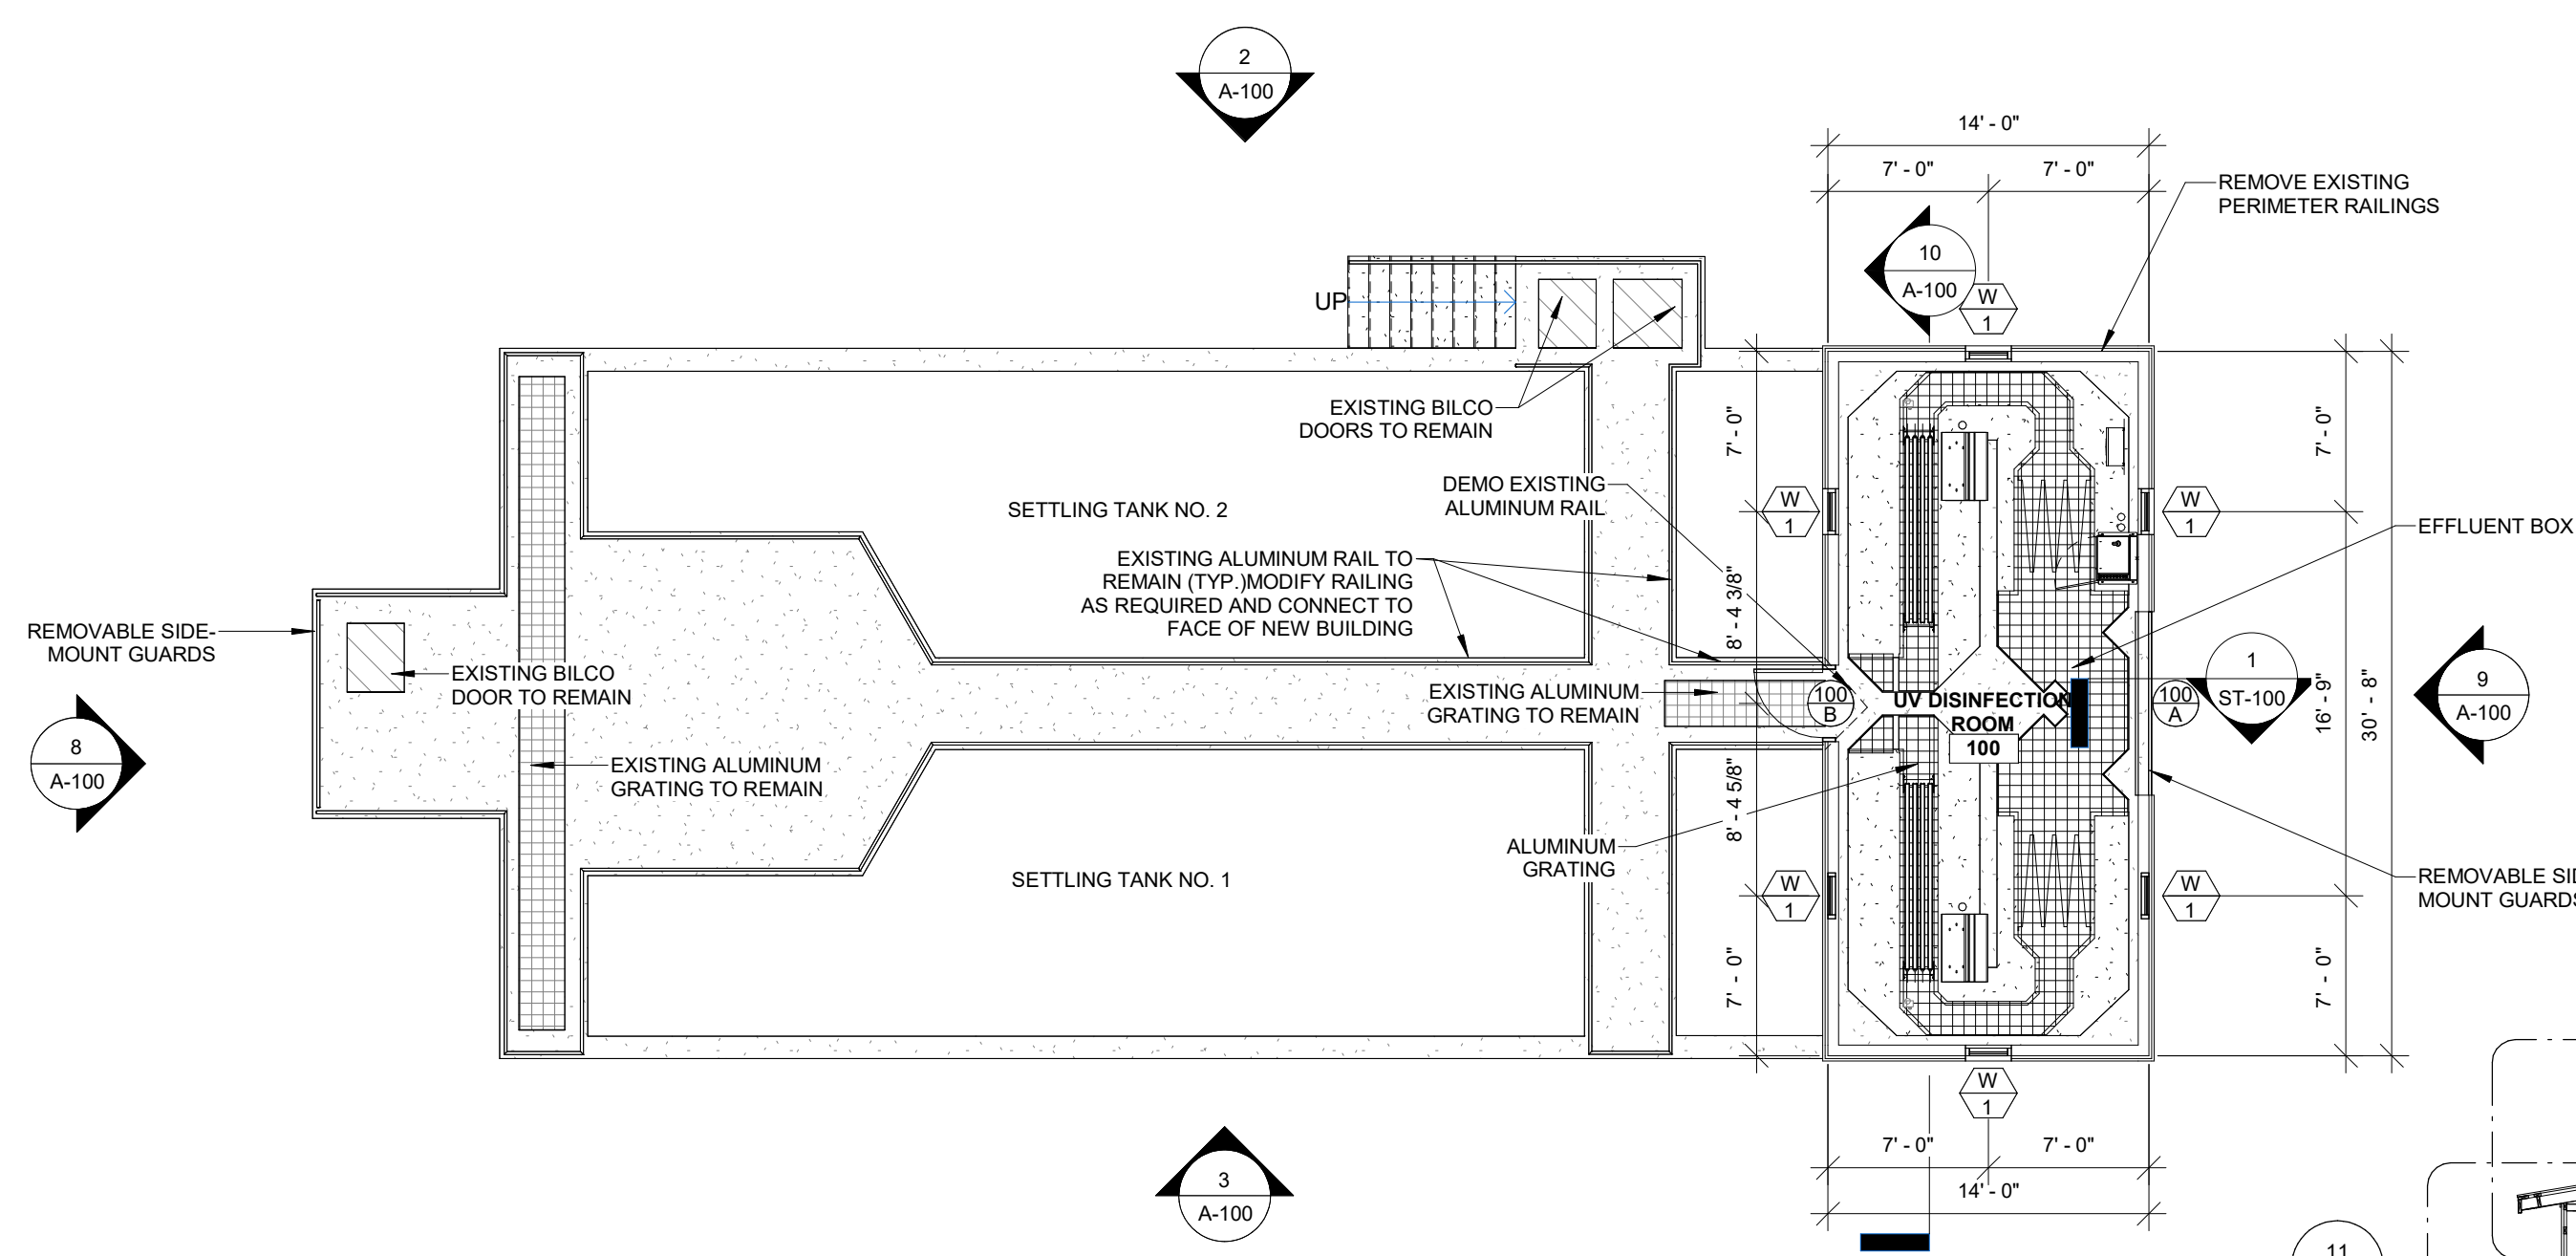 2
A-100
14' - 0"
7' - 0"
7' - 0"
REMOVE EXISTING
PERIMETER RAILINGS
10
A-100
W
1
UP
EXISTING BILCO
DOORS TO REMAIN
7' - 0"
7' - 0"
DEMO EXISTING
ALUMINUM RAIL
W
1
W
1
SETTLING TANK NO. 2
EFFLUENT BOX
EXISTING ALUMINUM RAIL TO
REMAIN (TYP.)MODIFY RAILING
AS REQUIRED AND CONNECT TO
FACE OF NEW BUILDING
8' - 4 3/8"
REMOVABLE SIDE-
MOUNT GUARDS
EXISTING BILCO
DOOR TO REMAIN
EXISTING ALUMINUM
GRATING TO REMAIN
100
B
UV DISINFECTION
ROOM
100
100
A
1
ST-100
16' - 9"
30' - 8"
9
A-100
8
A-100
EXISTING ALUMINUM
GRATING TO REMAIN
8' - 4 5/8"
ALUMINUM
GRATING
SETTLING TANK NO. 1
W
1
W
1
REMOVABLE SI
MOUNT GUARDS
7' - 0"
7' - 0"
W
1
7' - 0"
7' - 0"
14' - 0"
3
A-100
11